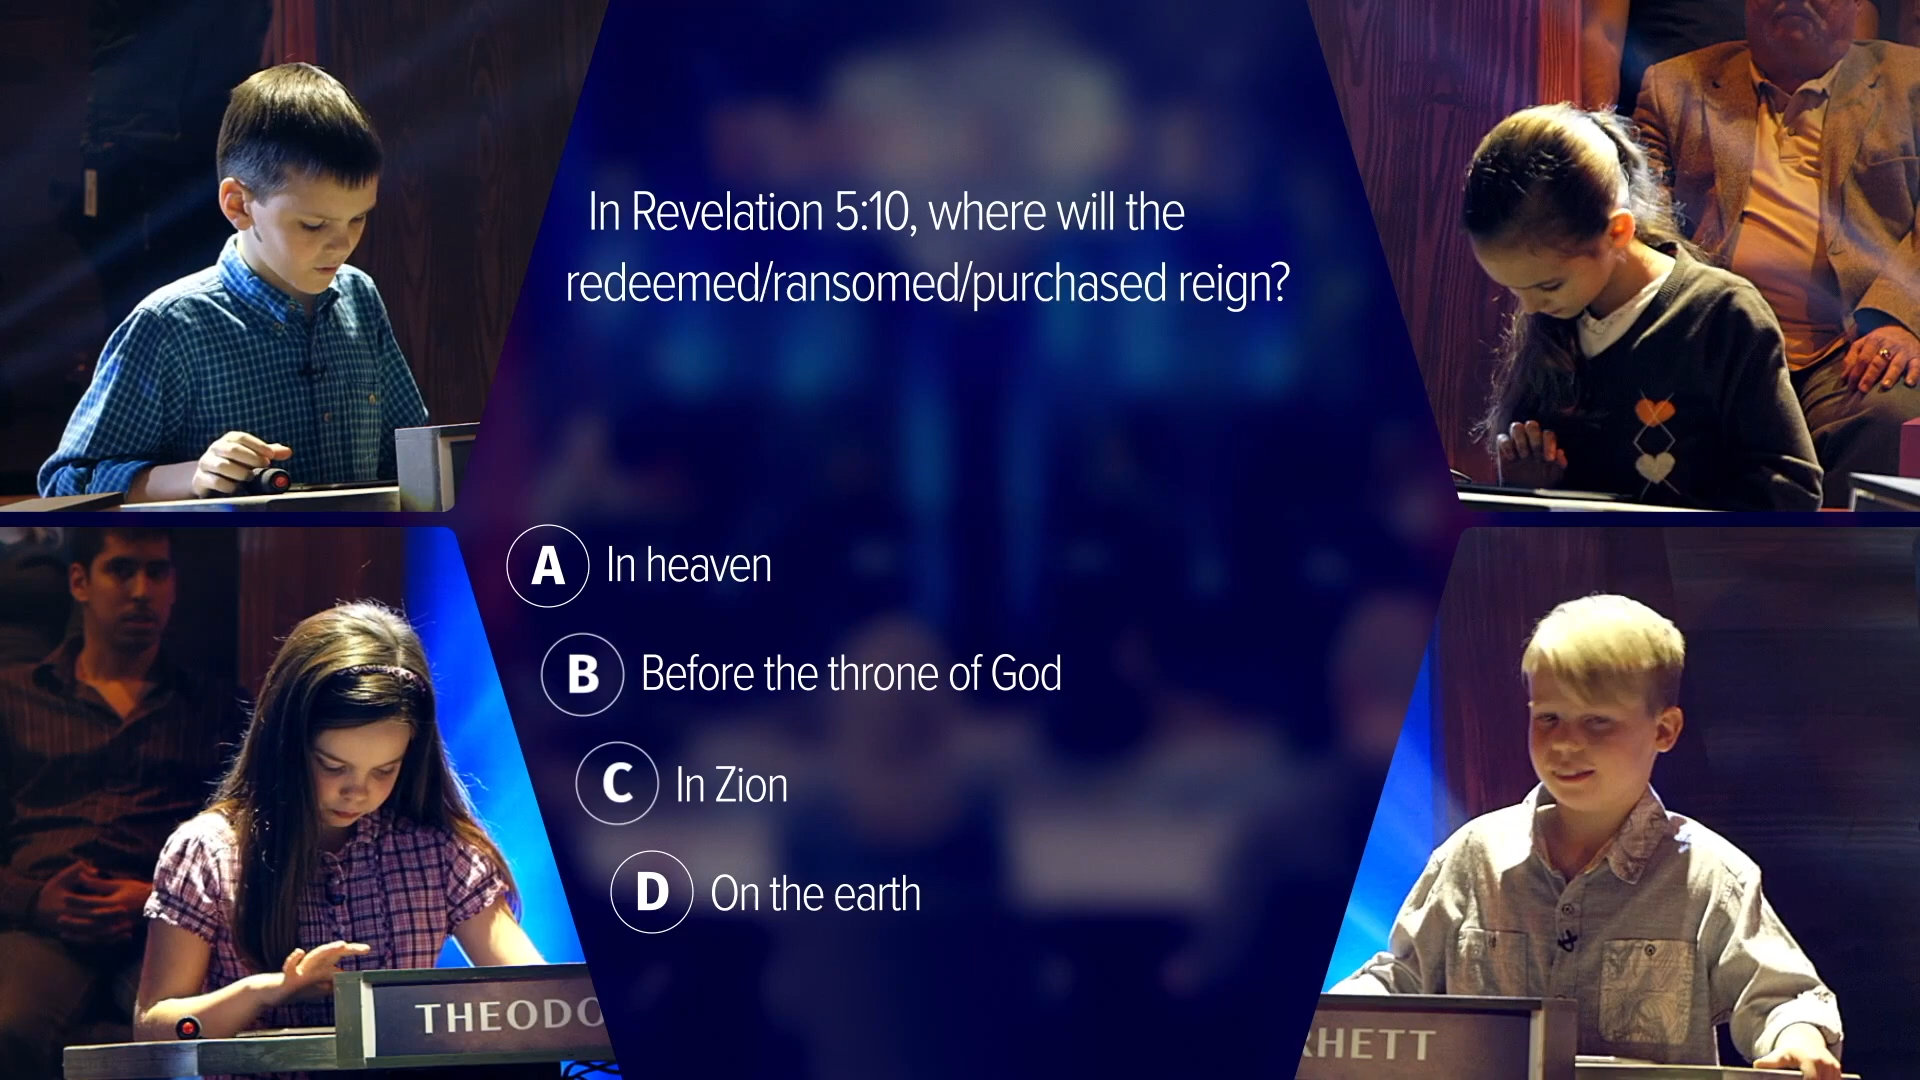 In Revelation 5:10, where will the
redeemed/ransomed/purchased reign?
A In heaven
B Before the throne of God
C In Zion
D On the earth
THEODO
RHETT